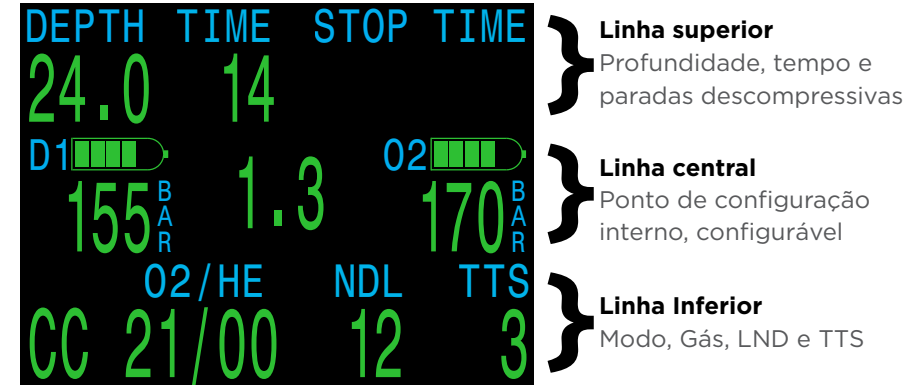 DEPTH TIME STOP TIME
24.0 14
D1 O2
155 BAR 1.3 170 BAR
O2/HE NDL TTS
CC 21/00 12 3
Linha superior
Profundidade, tempo e
paradas descompressivas
Linha central
Ponto de configuração
interno, configurável
Linha Inferior
Modo, Gás, LND e TTS